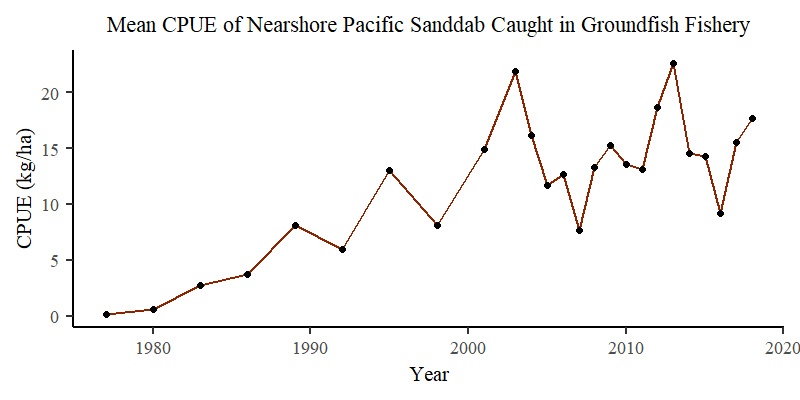 Mean CPUE of Nearshore Pacific Sanddab Caught in Groundfish Fishery
CPUE (kg/ha)
20
15
10
5
0
1980 1990 2000 2010 2020
Year